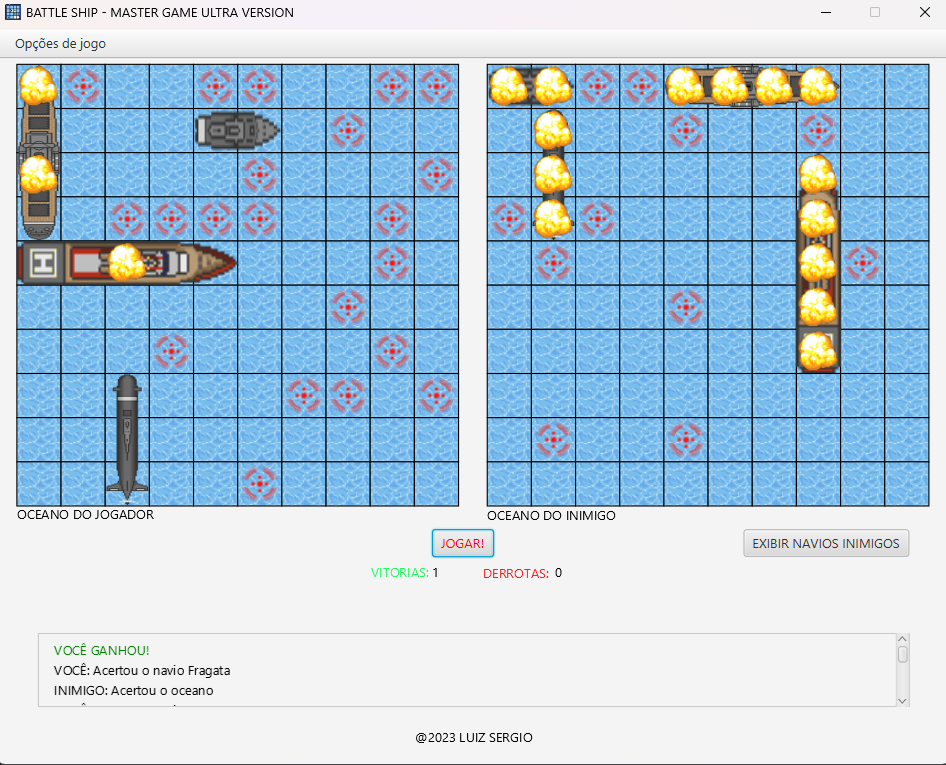 BATTLE SHIP - MASTER GAME ULTRA VERSION
Opções de jogo
H
OCEANO DO JOGADOR
OCEANO DO INIMIGO
JOGAR!
EXIBIR NAVIOS INIMIGOS
VITORIAS: 1
DERROTAS: 0
VOCÊ GANHOU!
VOCÊ: Acertou o navio Fragata
INIMIGO: Acertou o oceano
@2023 LUIZ SERGIO